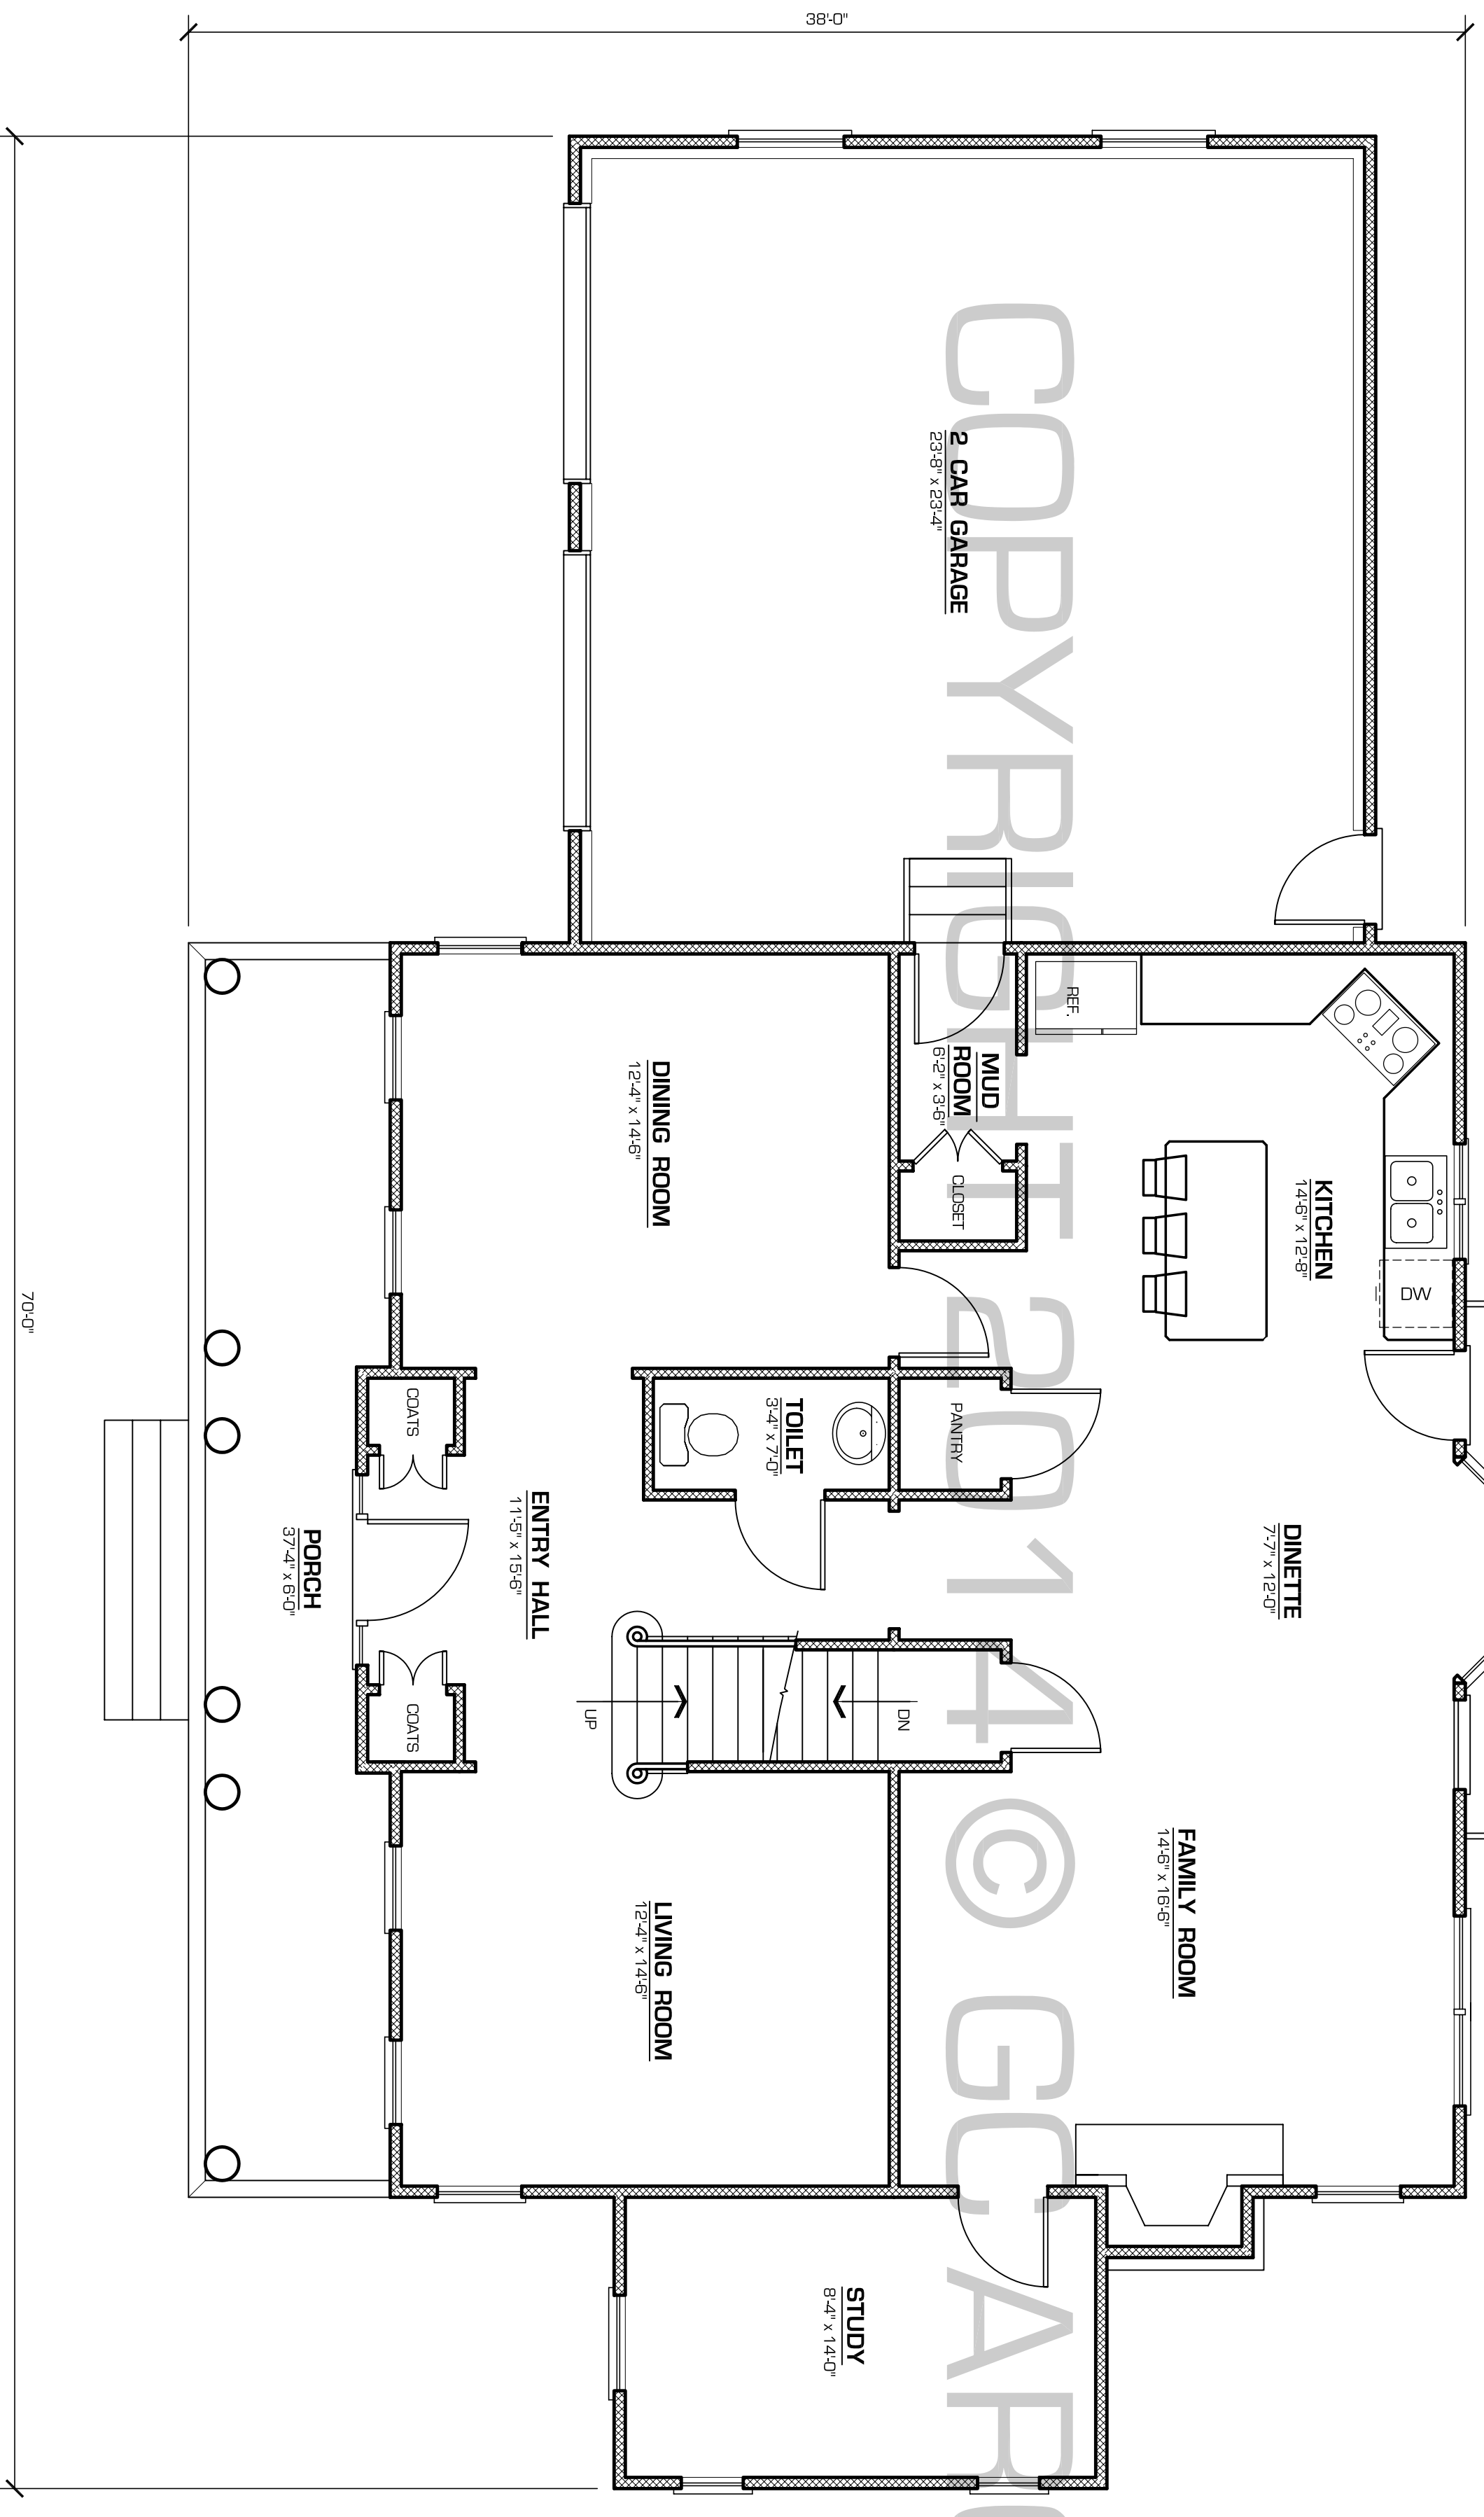 38'-0"
2 CAR GARAGE
23'-8" x 23'-4"
REF.
MUD
ROOM
6'-2" x 3'-6"
CLOSET
DINING ROOM
12'-4" x 14'-6"
KITCHEN
14'-6" x 12'-8"
DW
70'-0"
COATS
TOILET
3'-4" x 7'-0"
PANTRY
DINETTE
7'-7" x 12'-0"
ENTRY HALL
11'-5" x 15'-6"
PORCH
37'-4" x 6'-0"
COATS
UP
DN
FAMILY ROOM
14'-6" x 16'-6"
LIVING ROOM
12'-4" x 14'-6"
STUDY
8'-4" x 14'-0"
COPYRIGHT 2014 © GC